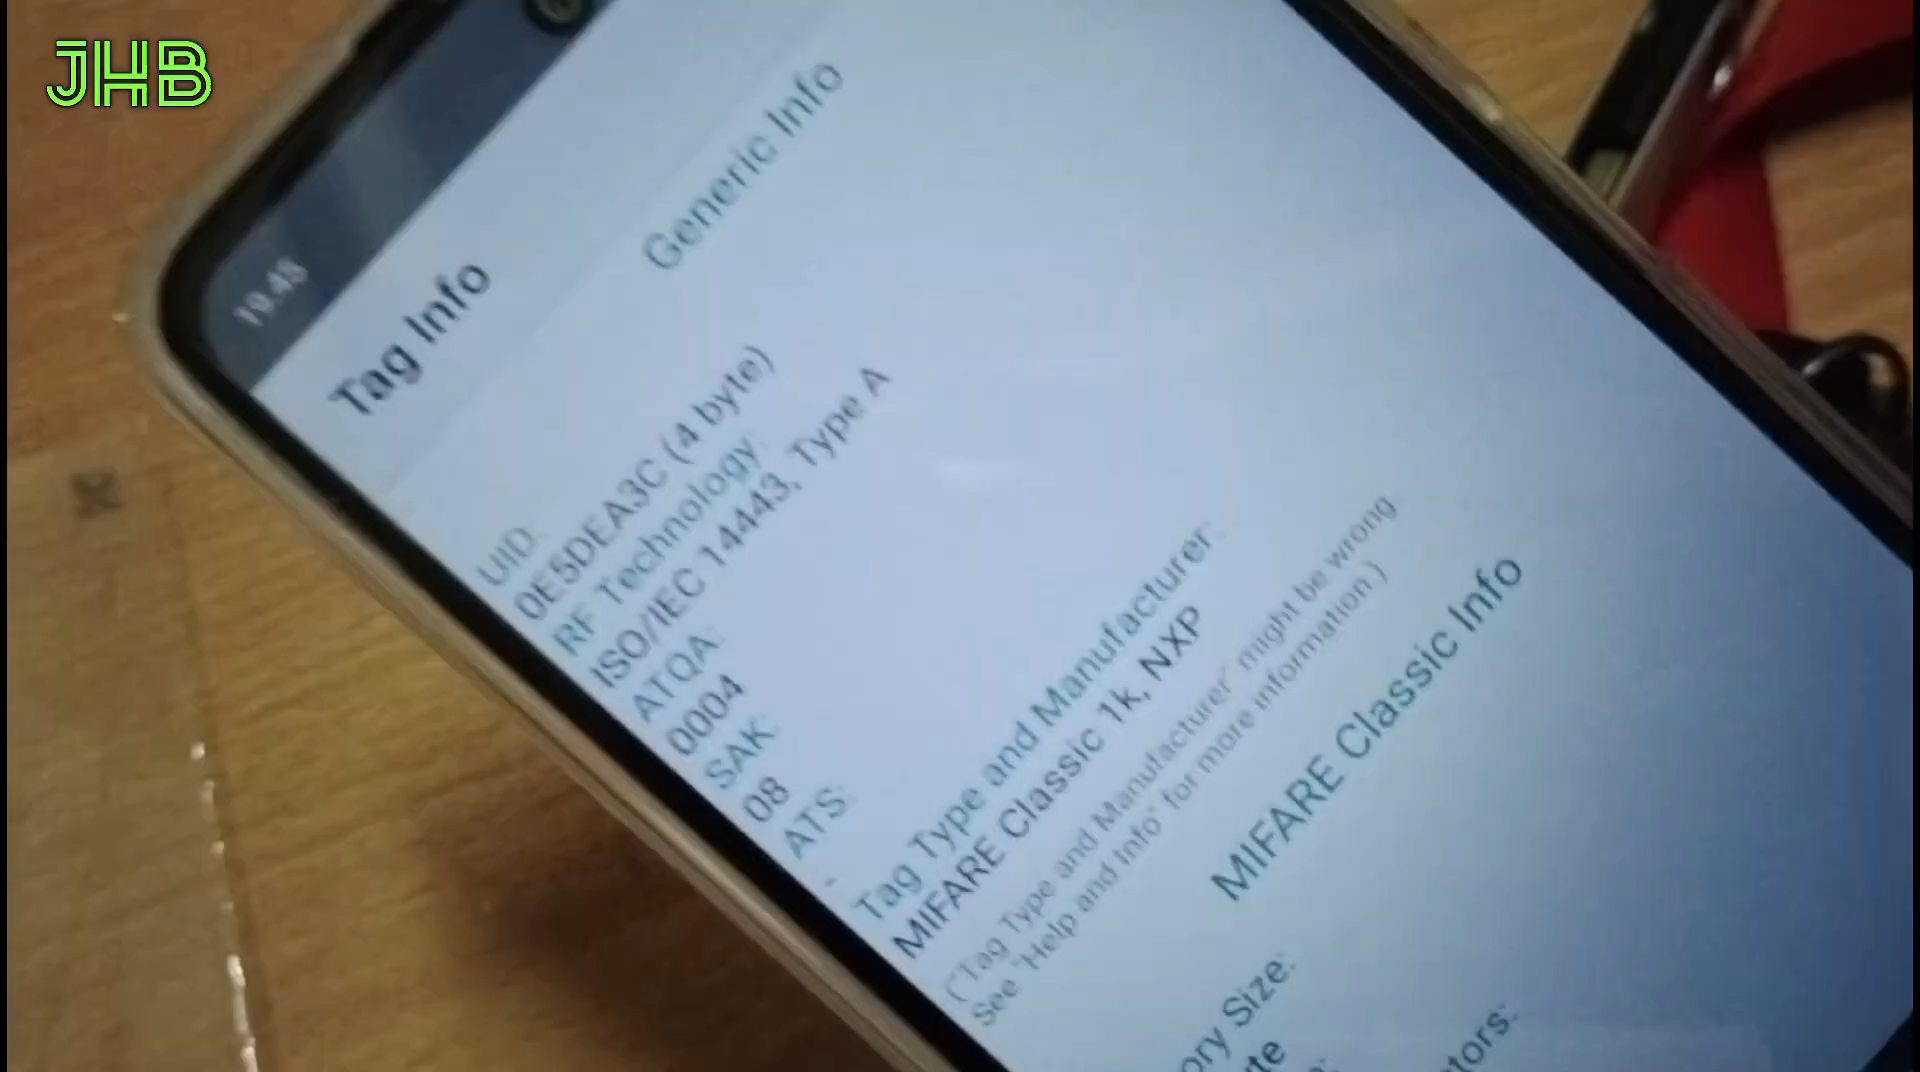 JHB
19.45
Tag Info
Generic Info
UID:
0E5DEA3C (4 byte)
RF Technology:
ISO/IEC 14443, Type A
ATQA:
0004
SAK:
08
ATS:
-
Tag Type and Manufacturer:
MIFARE Classic 1k, NXP
("Tag Type and Manufacturer" might be wrong
See "Help and Info" for more information.)
MIFARE Classic Info
Size: